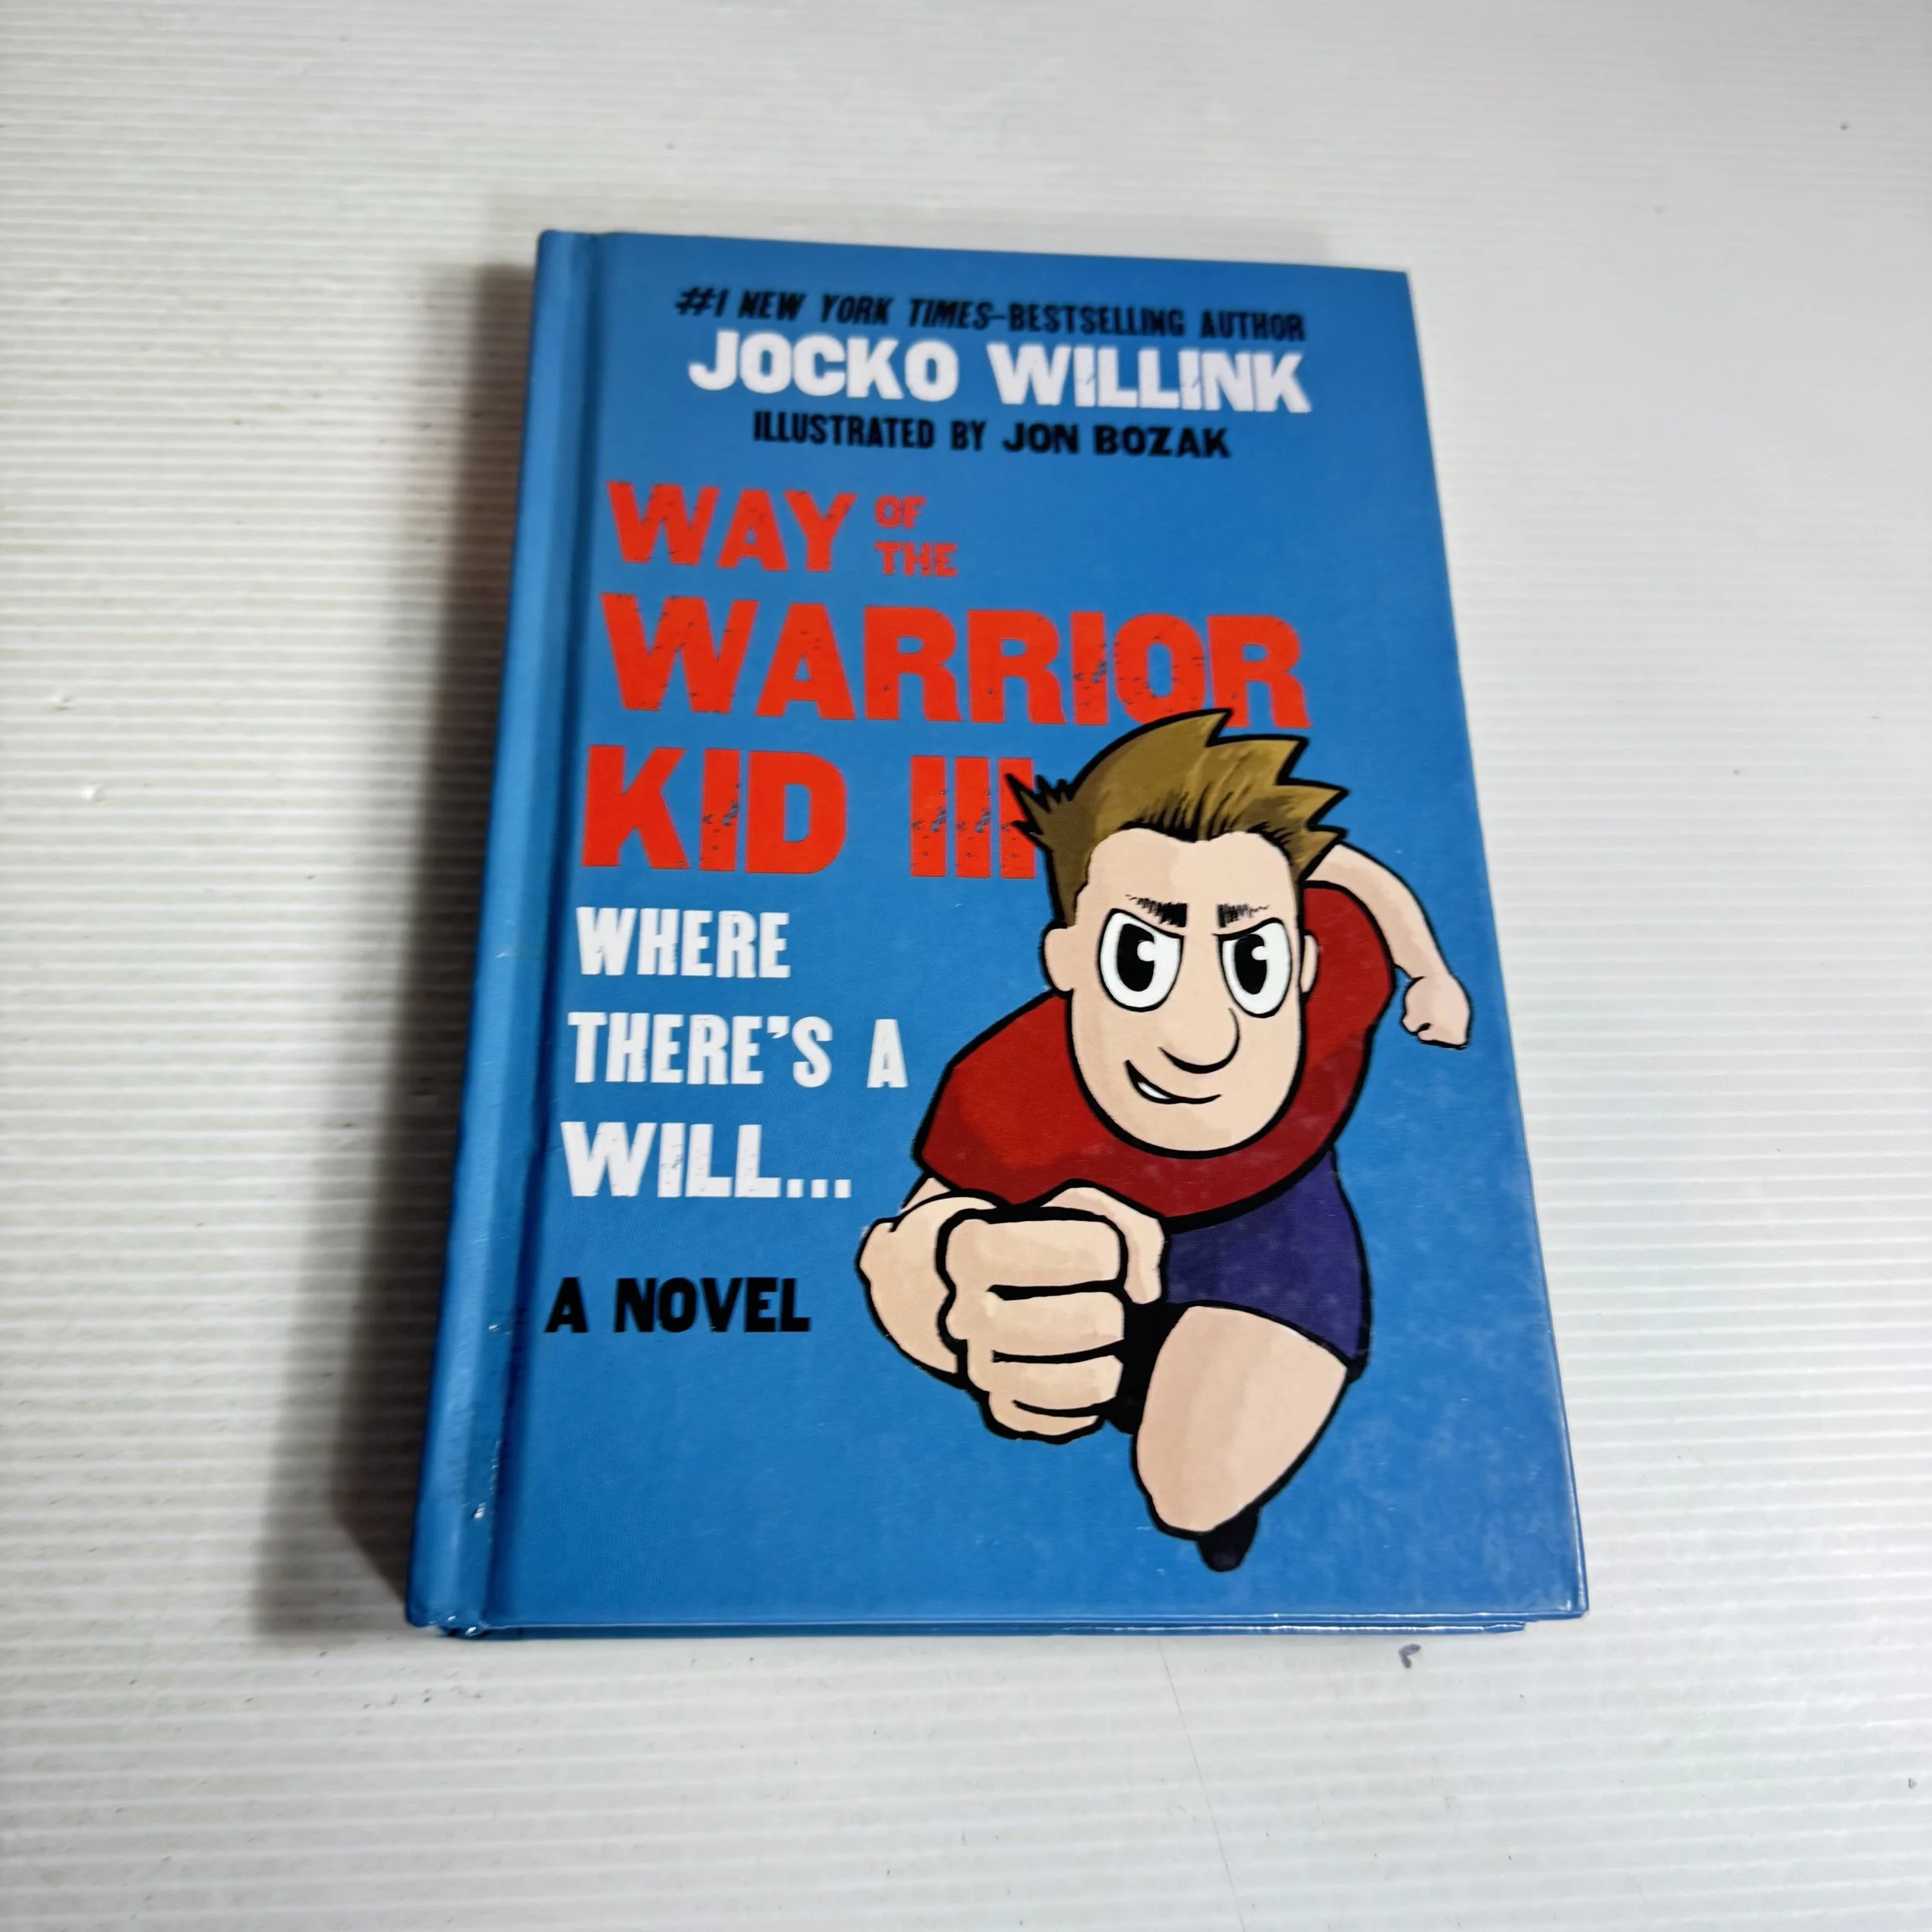 #1 NEW YORK TIMES-BESTSELLING AUTHOR
JOCKO WILLINK
ILLUSTRATED BY JON BOZAK
WAY OF THE
WARRIOR
KID III
WHERE
THERE'S A
WILL...
A NOVEL